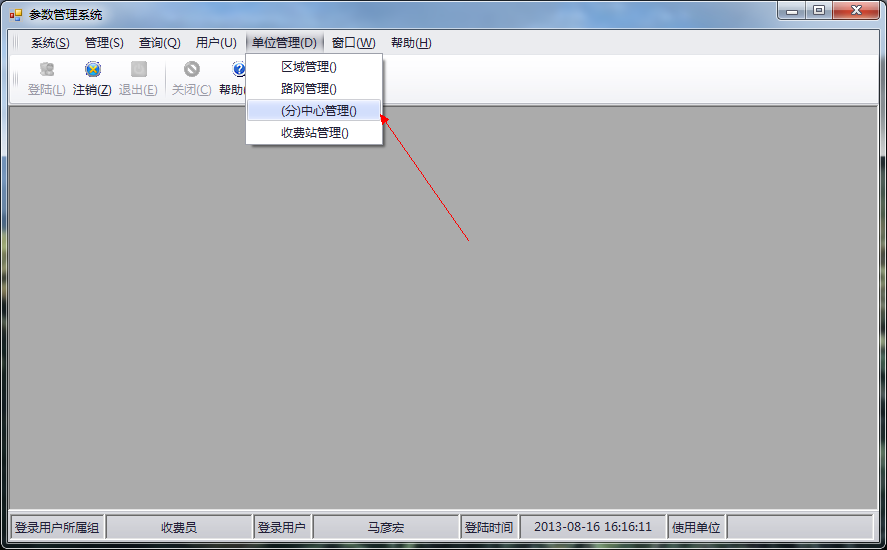 参数管理系统
系统(S) 管理(S) 查询(Q) 用户(U) 单位管理(D) 窗口(W) 帮助(H)
登陆(L) 注销(Z) 退出(E) 关闭(C) 帮助(
区域管理()
路网管理()
(分)中心管理()
收费站管理()
登录用户所属组 收费员 登录用户 马彦宏 登陆时间 2013-08-16 16:16:11 使用单位